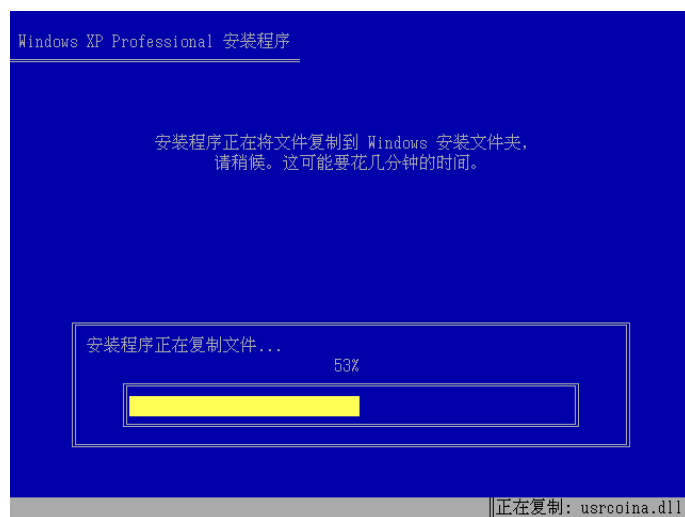 Windows XP Professional 安装程序
安装程序正在将文件复制到 Windows 安装文件夹，
请稍候。这可能要花几分钟的时间。
安装程序正在复制文件...
53%
正在复制: usrcoina.dll